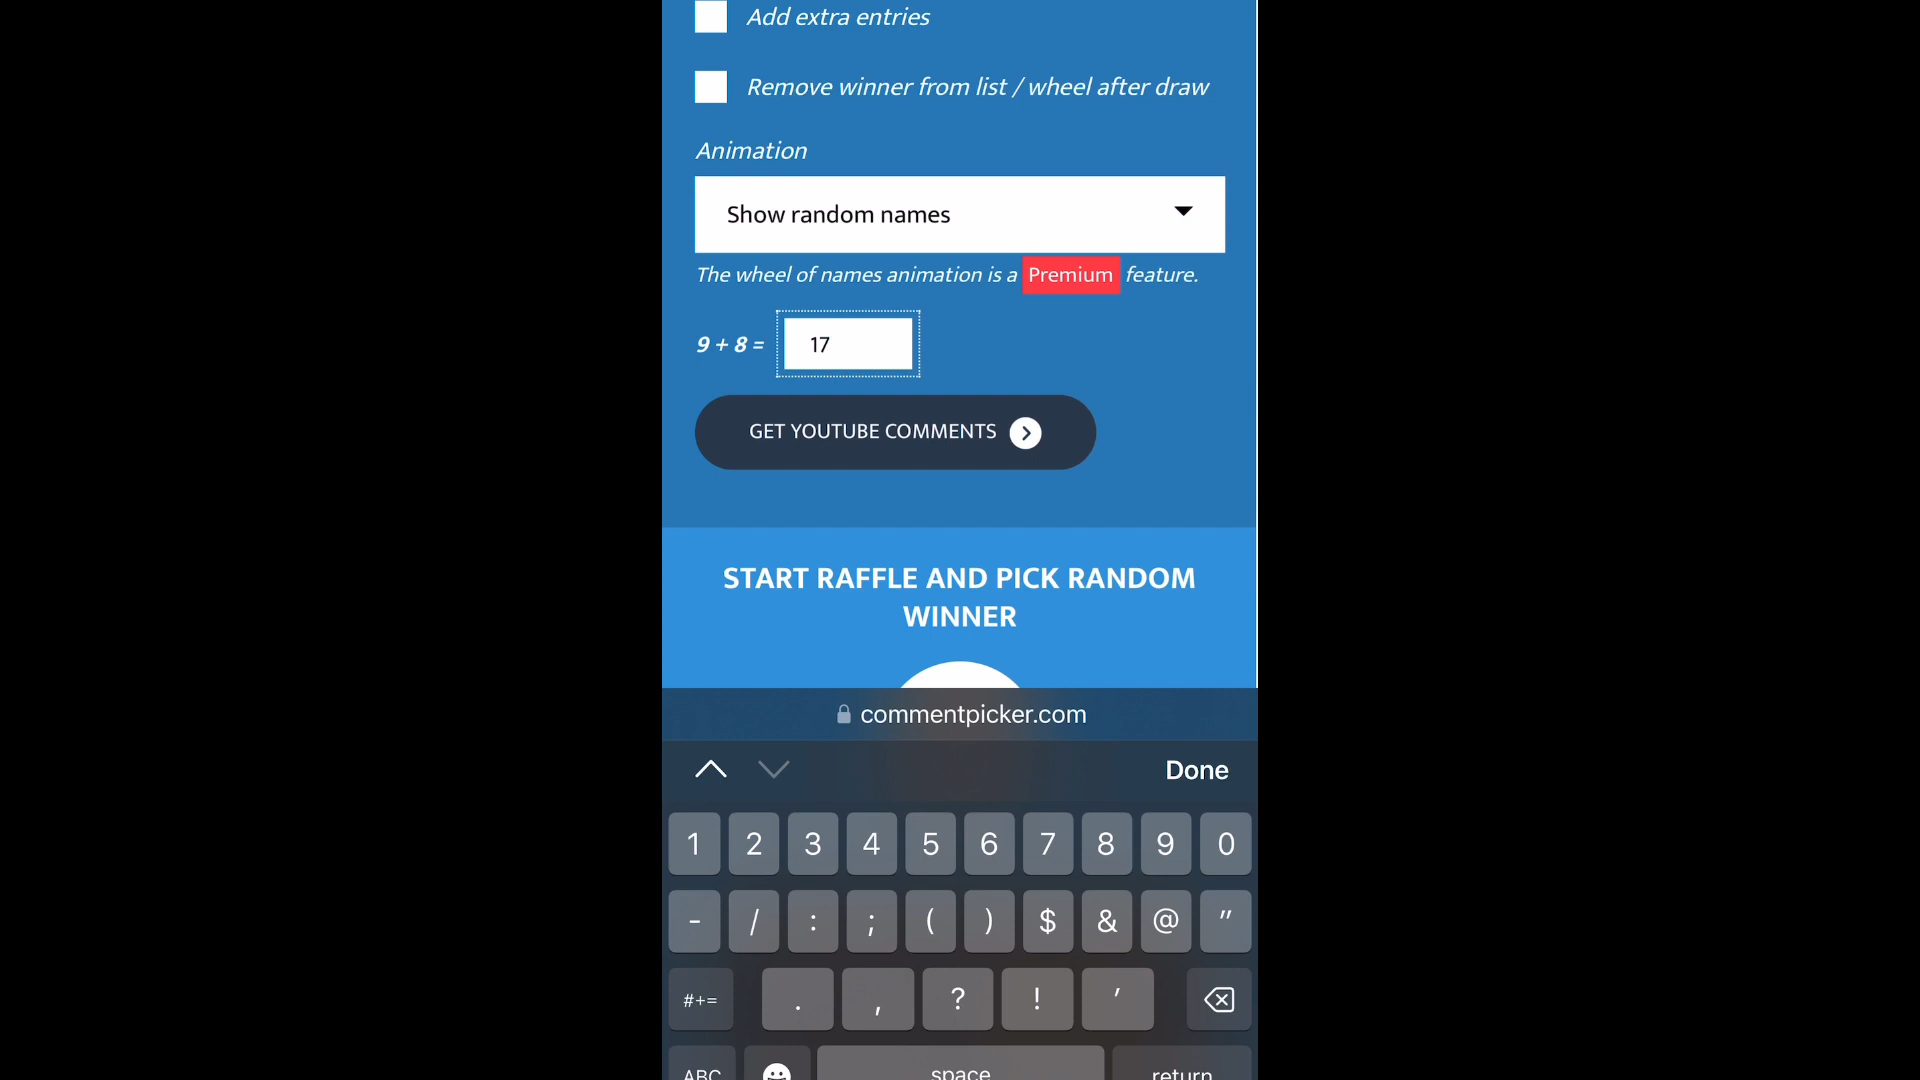 Add extra entries
Remove winner from list / wheel after draw
Animation
Show random names
The wheel of names animation is a Premium feature.
9 + 8 = 17
GET YOUTUBE COMMENTS
START RAFFLE AND PICK RANDOM
WINNER
commentpicker.com
Done
1 2 3 4 5 6 7 8 9 0
- / : ; ( ) $ & @ "
#+= . , ? ! '
ABC space return